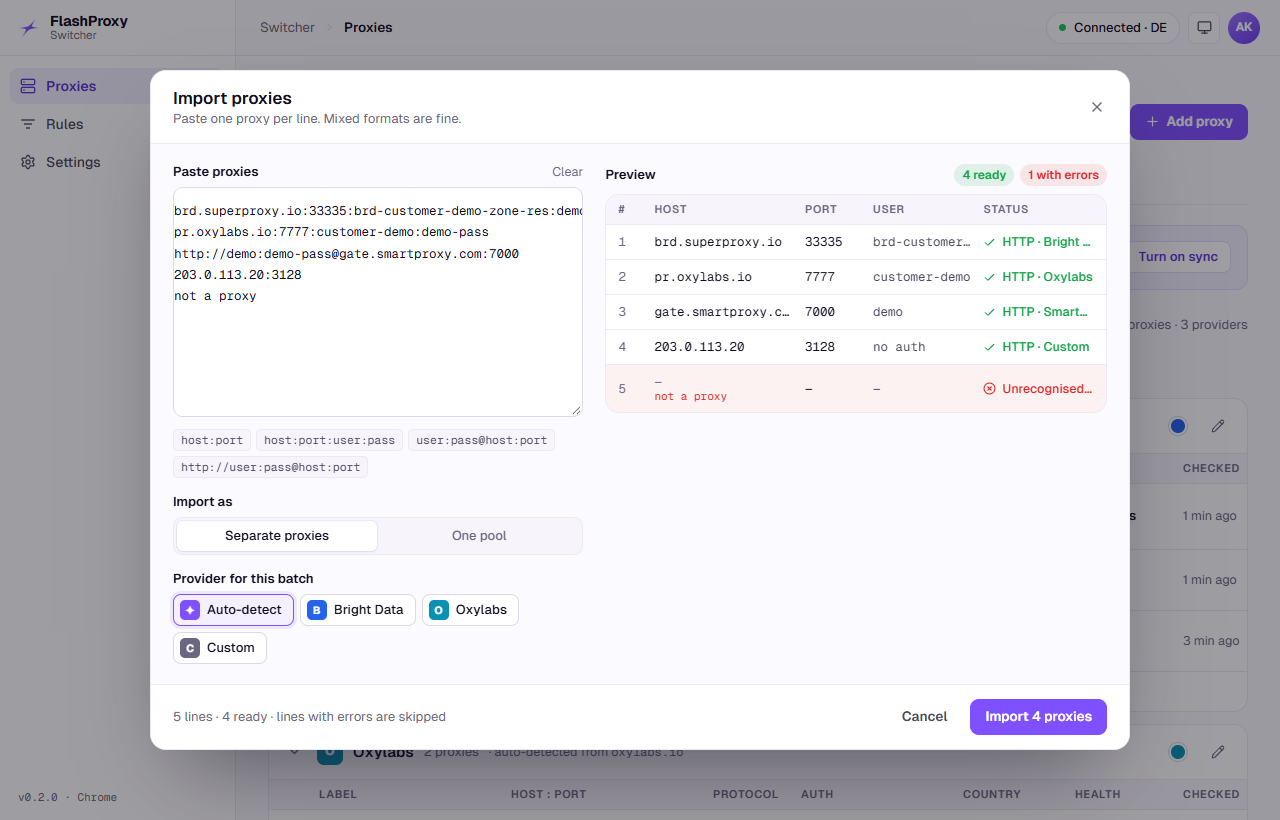 FlashProxy
Switcher
Switcher
Proxies
Connected · DE
AK
Proxies
Rules
Settings
Add proxy
Turn on sync
proxies · 3 providers
Import proxies
Paste one proxy per line. Mixed formats are fine.
Paste proxies
Clear
brd.superproxy.io:33335:brd-customer-demo-zone-res:demo
pr.oxylabs.io:7777:customer-demo:demo-pass
http://demo:demo-pass@gate.smartproxy.com:7000
203.0.113.20:3128
not a proxy
host:port
host:port:user:pass
user:pass@host:port
http://user:pass@host:port
Import as
Separate proxies
One pool
Provider for this batch
Auto-detect
B Bright Data
O Oxylabs
C Custom
Preview
4 ready
1 with errors
# HOST PORT USER STATUS
1 brd.superproxy.io 33335 brd-customer… HTTP · Bright …
2 pr.oxylabs.io 7777 customer-demo HTTP · Oxylabs
3 gate.smartproxy.c… 7000 demo HTTP · Smart…
4 203.0.113.20 3128 no auth HTTP · Custom
5 – – – Unrecognised…
not a proxy
5 lines · 4 ready · lines with errors are skipped
Cancel
Import 4 proxies
CHECKED
s 1 min ago
1 min ago
3 min ago
O Oxylabs 2 proxies · auto-detected from oxylabs.io
LABEL HOST : PORT PROTOCOL AUTH COUNTRY HEALTH CHECKED
v0.2.0 · Chrome